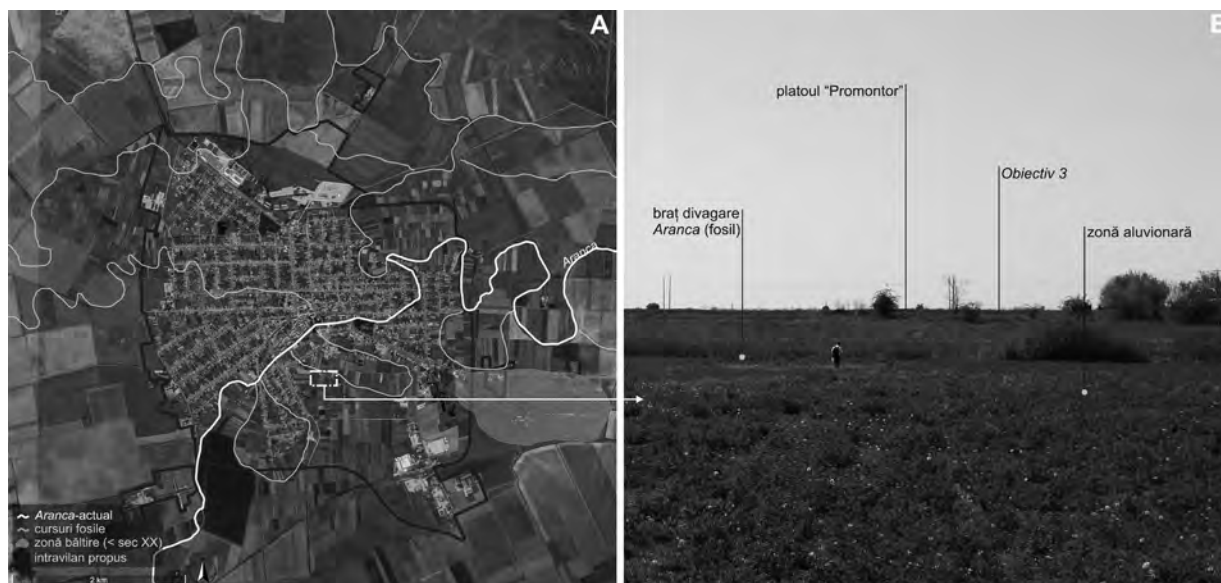 A
Aranca
Aranca-actual
cursuri fosile
zonă băltire (< sec XX)
intravilan propus
2 km
B
platoul "Promontor"
Obiectiv 3
braț divagare
Aranca (fosil)
zonă aluvionară